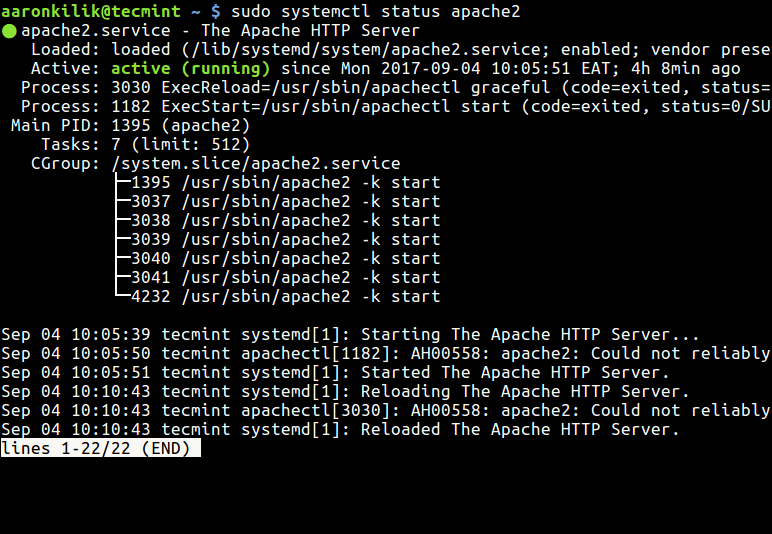 aaronkilik@tecmint ~ $ sudo systemctl status apache2
● apache2.service - The Apache HTTP Server
   Loaded: loaded (/lib/systemd/system/apache2.service; enabled; vendor prese
   Active: active (running) since Mon 2017-09-04 10:05:51 EAT; 4h 8min ago
  Process: 3030 ExecReload=/usr/sbin/apachectl graceful (code=exited, status=
  Process: 1182 ExecStart=/usr/sbin/apachectl start (code=exited, status=0/SU
 Main PID: 1395 (apache2)
    Tasks: 7 (limit: 512)
   CGroup: /system.slice/apache2.service
           ├─1395 /usr/sbin/apache2 -k start
           ├─3037 /usr/sbin/apache2 -k start
           ├─3038 /usr/sbin/apache2 -k start
           ├─3039 /usr/sbin/apache2 -k start
           ├─3040 /usr/sbin/apache2 -k start
           ├─3041 /usr/sbin/apache2 -k start
           └─4232 /usr/sbin/apache2 -k start

Sep 04 10:05:39 tecmint systemd[1]: Starting The Apache HTTP Server...
Sep 04 10:05:50 tecmint apachectl[1182]: AH00558: apache2: Could not reliably
Sep 04 10:05:51 tecmint systemd[1]: Started The Apache HTTP Server.
Sep 04 10:10:43 tecmint systemd[1]: Reloading The Apache HTTP Server.
Sep 04 10:10:43 tecmint apachectl[3030]: AH00558: apache2: Could not reliably
Sep 04 10:10:43 tecmint systemd[1]: Reloaded The Apache HTTP Server.
lines 1-22/22 (END)